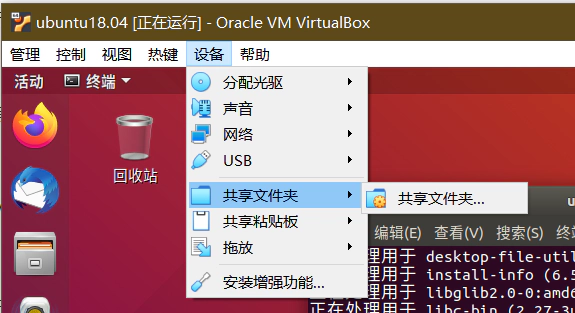 ubuntu18.04 [正在运行] - Oracle VM VirtualBox
管理 控制 视图 热键 设备 帮助
活动 终端
分配光驱
声音
网络
USB
共享文件夹
共享文件夹...
共享粘贴板
拖放
安装增强功能...
回收站
u
编辑(E) 查看(V) 搜索(S) 终
处理用于 desktop-file-util
处理用于 install-info (6.5
处理用于 libglib2.0-0:amd6
正在处理用于 libc-bin (2.27-3u